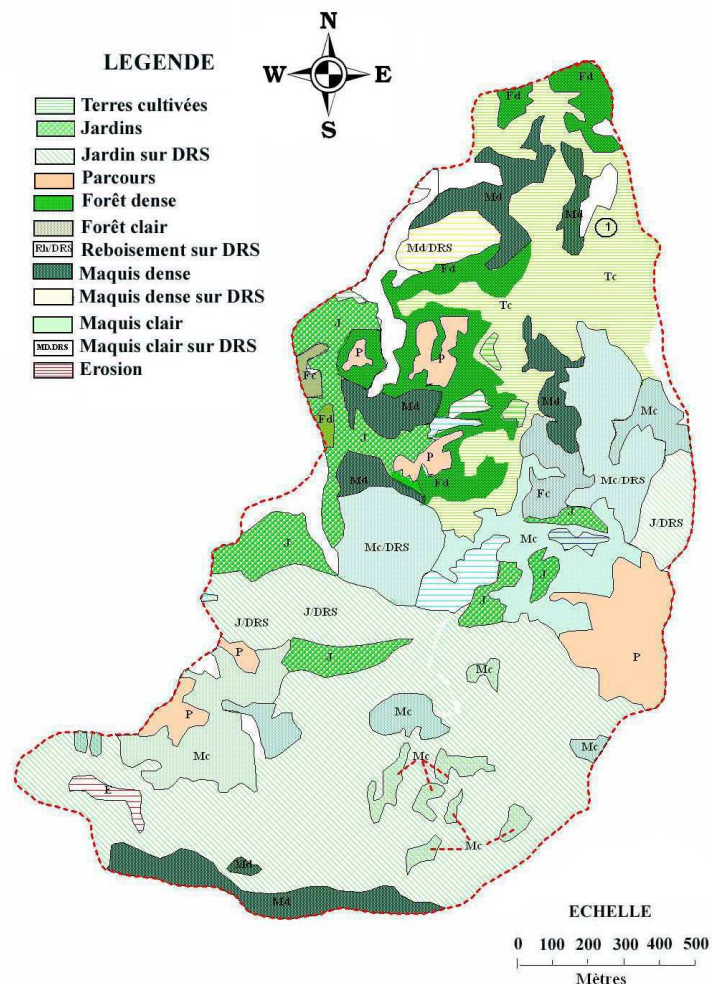 N
LEGENDE
W E
S
Terres cultivées
Jardins
Jardin sur DRS
Parcours
Forêt dense
Forêt clair
Rh/DRS Reboisement sur DRS
Maquis dense
Maquis dense sur DRS
Maquis clair
MD.DRS Maquis clair sur DRS
Erosion
Fd
Fd
Md
Md
1
Md/DRS
Fd
Tc
Tc
J
P
P
Fc
Md
Md
Mc
Fd
J
P
Md
Fd
Mc/DRS
Fc
J/DRS
J
Mc
J
Mc/DRS
J
J
J/DRS
J/DRS
P
J
P
Mc
P
Mc
Mc
Mc
Mc
E
Mc
Md
Md
ECHELLE
0 100 200 300 400 500
Mètres